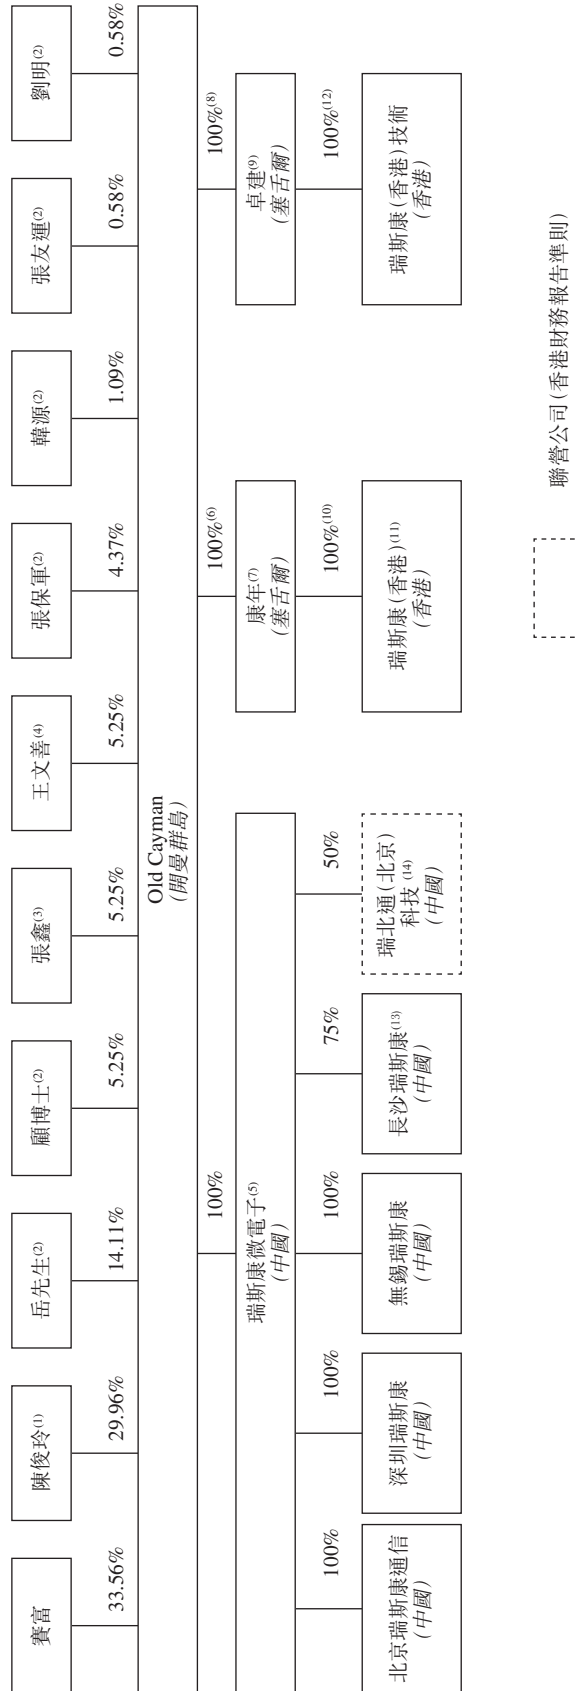 賽富
陳俊玲(1)
岳先生(2)
顧博士(2)
張鑫(3)
王文善(4)
張保軍(2)
韓源(2)
張友運(2)
劉明(2)
33.56%
29.96%
14.11%
5.25%
5.25%
5.25%
4.37%
1.09%
0.58%
0.58%
Old Cayman
(開曼群島)
100%
100%(6)
100%(8)
瑞斯康微電子(5)
(中國)
康年(7)
(塞舌爾)
卓建(9)
(塞舌爾)
100%
100%
100%
75%
50%
100%(10)
100%(12)
北京瑞斯康通信
(中國)
深圳瑞斯康
(中國)
無錫瑞斯康
(中國)
長沙瑞斯康(13)
(中國)
瑞北通(北京)
科技(14)
(中國)
瑞斯康(香港)(11)
(香港)
瑞斯康(香港)技術
(香港)
聯營公司(香港財務報告準則)